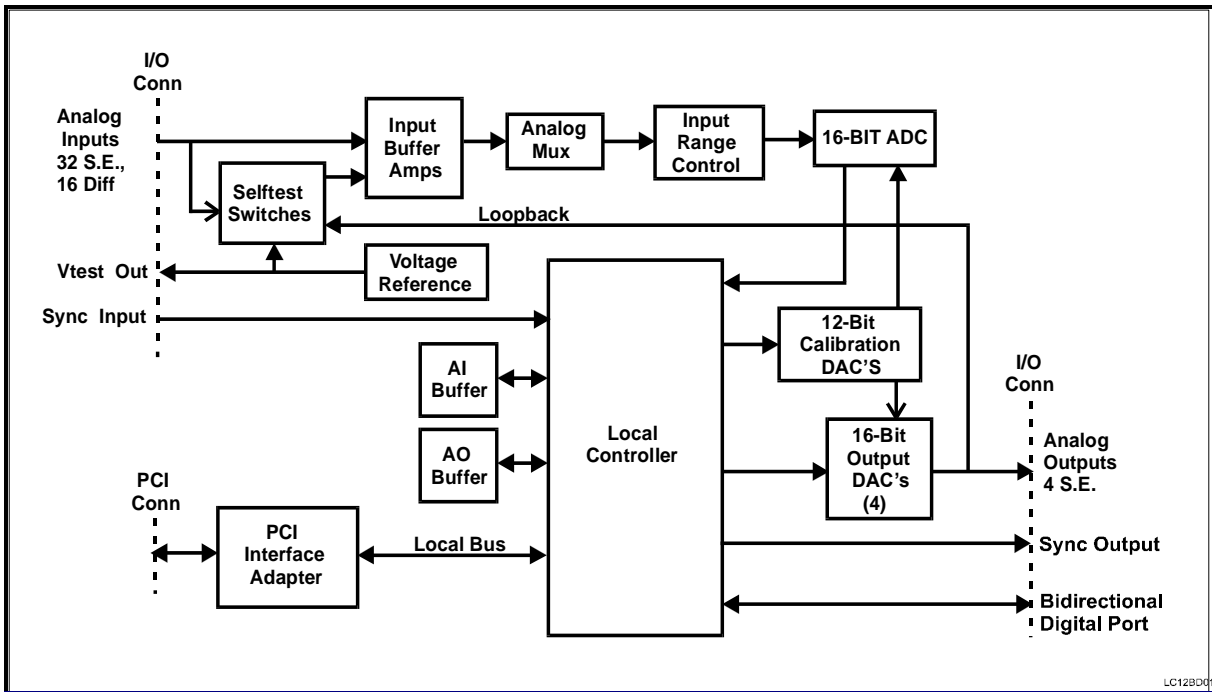 I/O
Conn
Analog
Inputs
32 S.E.,
16 Diff
Input
Buffer
Amps
Analog
Mux
Input
Range
Control
16-BIT ADC
Selftest
Switches
Loopback
Vtest Out
Voltage
Reference
Sync Input
12-Bit
Calibration
DAC'S
AI
Buffer
I/O
Conn
Local
Controller
AO
Buffer
16-Bit
Output
DAC's
(4)
Analog
Outputs
4 S.E.
PCI
Conn
PCI
Interface
Adapter
Local Bus
Sync Output
Bidirectional
Digital Port
LC12BD01